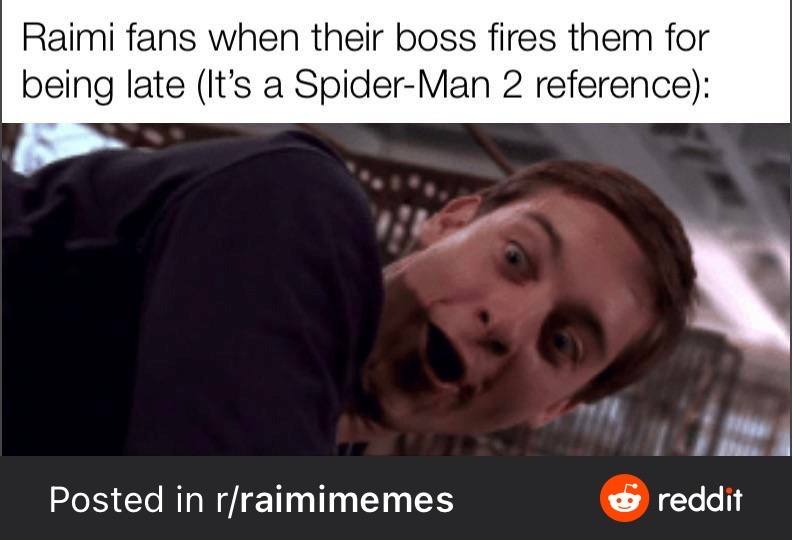 Raimi fans when their boss fires them for
being late (It’s a Spider-Man 2 reference):
Posted in r/raimimemes
reddit